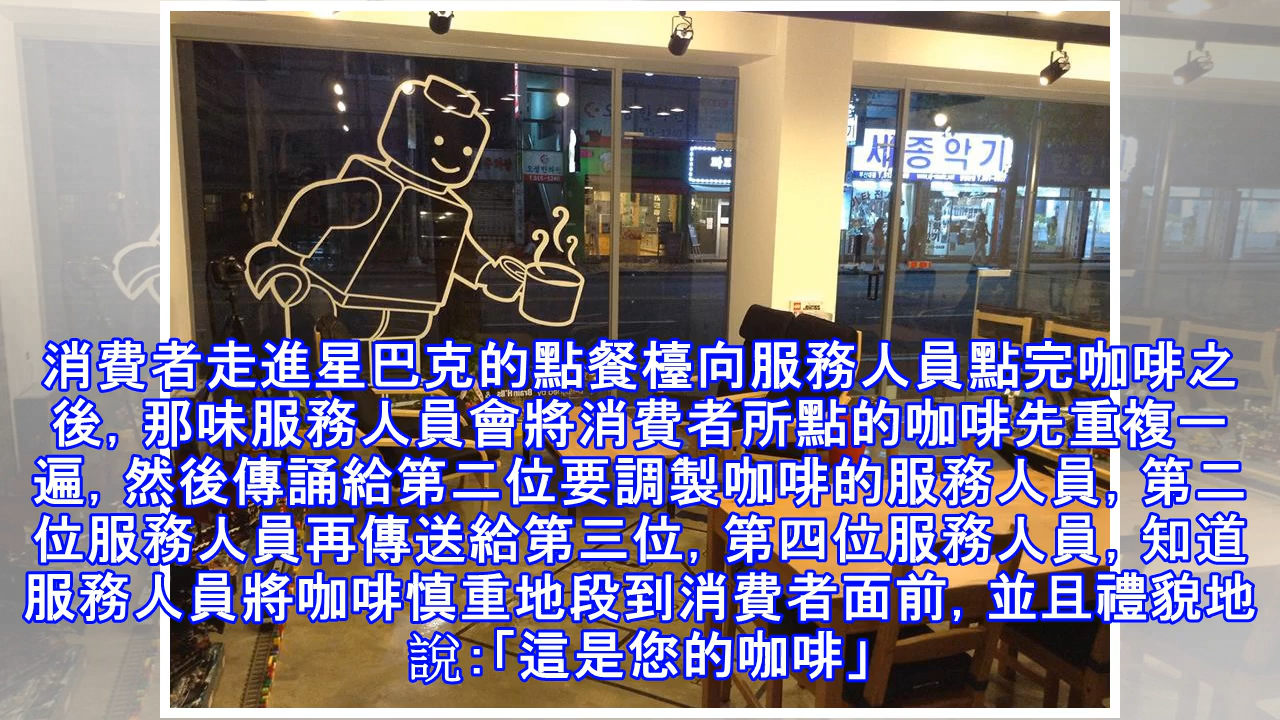 세종악기
315-1240
消費者走進星巴克的點餐檯向服務人員點完咖啡之
後, 那味服務人員會將消費者所點的咖啡先重複一
遍, 然後傳誦給第二位要調製咖啡的服務人員, 第二
位服務人員再傳送給第三位, 第四位服務人員, 知道
服務人員將咖啡慎重地段到消費者面前, 並且禮貌地
說:「這是您的咖啡」